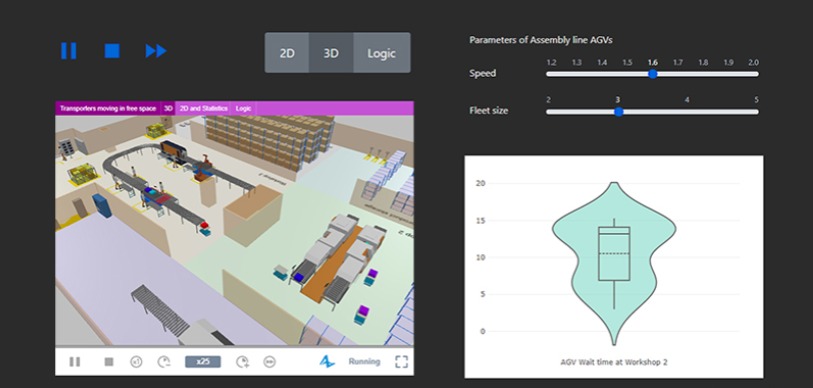 2D 3D Logic
Parameters of Assembly line AGVs
1.2 1.3 1.4 1.5 1.6 1.7 1.8 1.9 2.0
Speed
2 3 4 5
Fleet size
Transporters moving in free space 3D 2D and Statistics Logic
20
15
10
5
0
AGV Wait time at Workshop 2
x25 Running